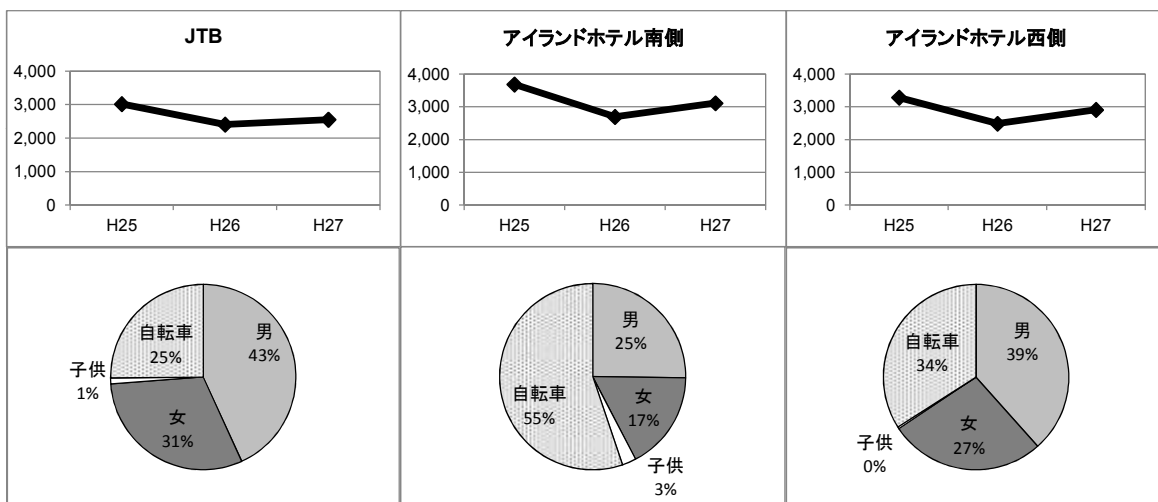 JTB
4,000
3,000
2,000
1,000
0
H25 H26 H27
アイランドホテル南側
4,000
3,000
2,000
1,000
0
H25 H26 H27
アイランドホテル西側
4,000
3,000
2,000
1,000
0
H25 H26 H27
男
43%
女
31%
子供
1%
自転車
25%
男
25%
女
17%
子供
3%
自転車
55%
男
39%
女
27%
子供
0%
自転車
34%